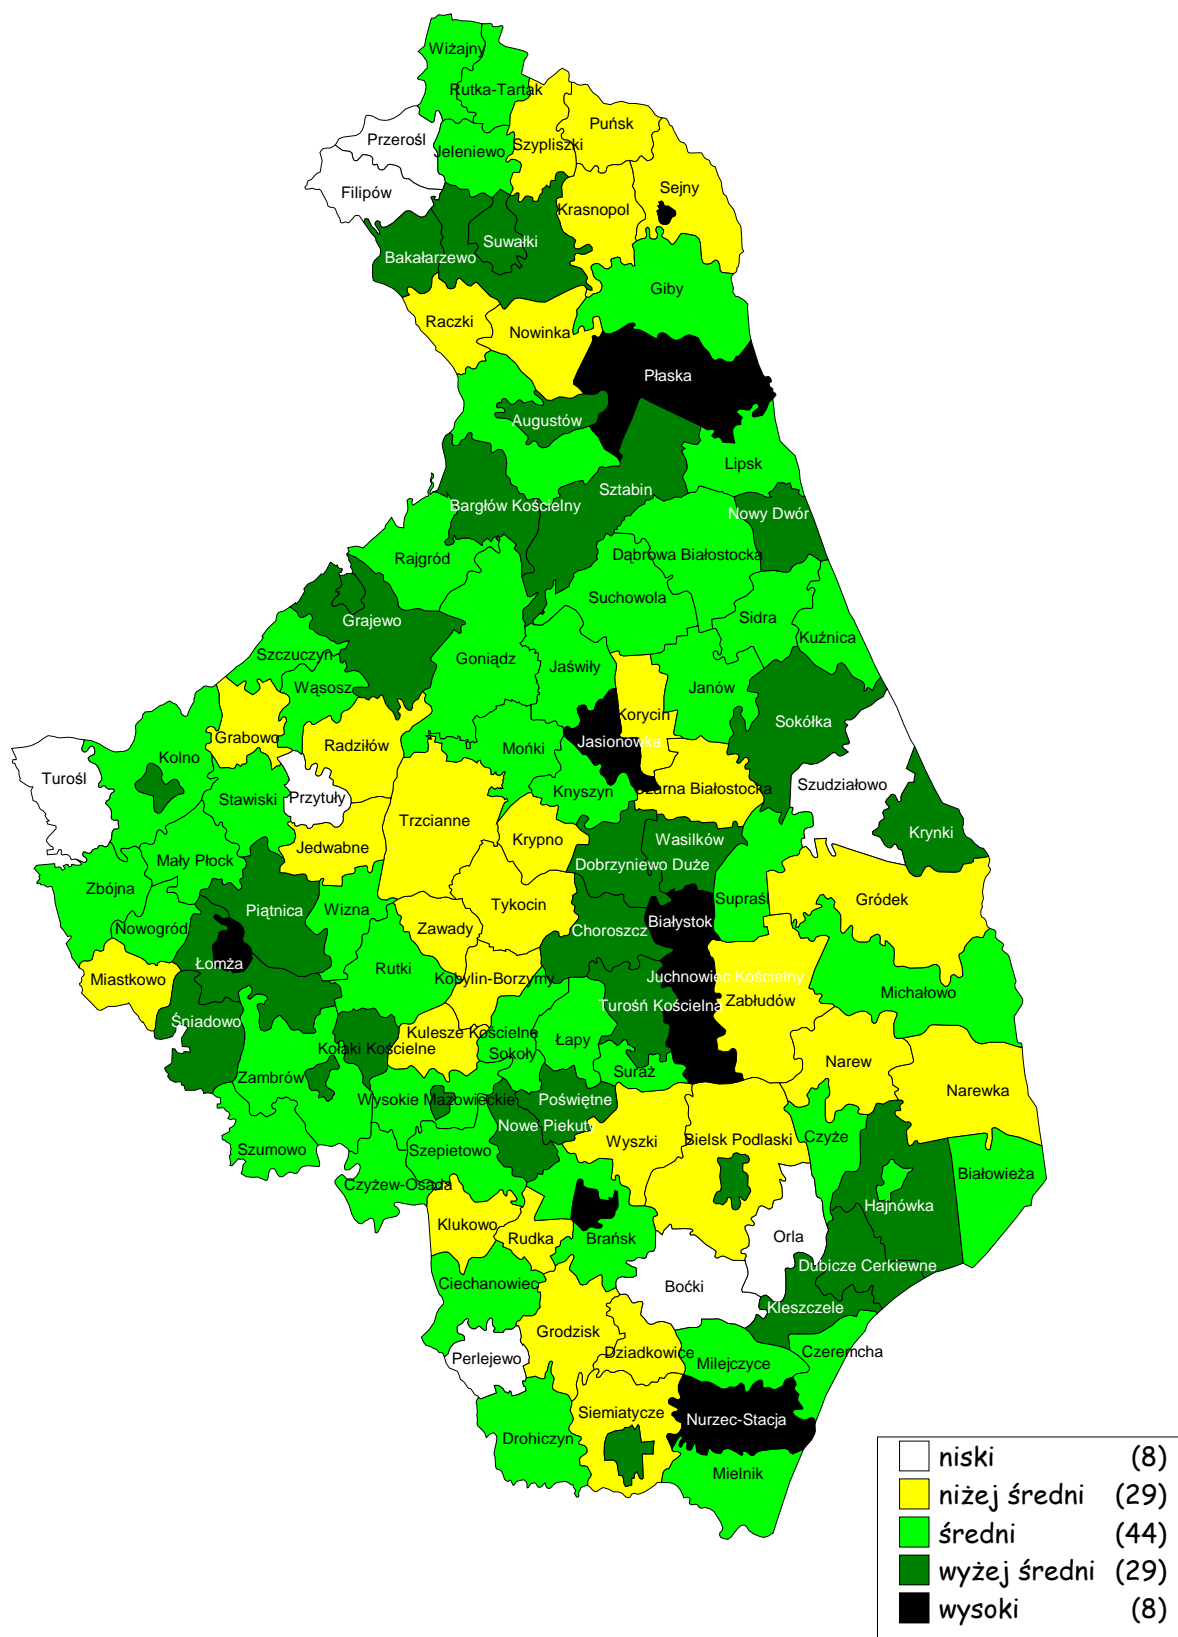 Wiżajny
Rutka-Tartak
Puńsk
Przerośl
Jeleniewo
Szypliszki
Filipów
Sejny
Krasnopol
Suwałki
Bakałarzewo
Giby
Raczki
Nowinka
Płaska
Augustów
Lipsk
Sztabin
Bargłów Kościelny
Nowy Dwór
Rajgród
Dąbrowa Białostocka
Suchowola
Grajewo
Sidra
Kuźnica
Szczuczyn
Goniądz
Jaświły
Wąsosz
Janów
Korycin
Sokółka
Grabowo
Radziłów
Mońki
Jasionówka
Kolno
Turośl
Przytuły
Knyszyn
Czarna Białostocka
Szudziałowo
Stawiski
Trzcianne
Krypno
Wasilków
Krynki
Jedwabne
Mały Płock
Dobrzyniewo Duże
Zbójna
Supraśl
Gródek
Piątnica
Wizna
Tykocin
Nowogród
Zawady
Choroszcz
Białystok
Łomża
Rutki
Miastkowo
Kobylin-Borzymy
Juchnowiec Kościelny
Michałowo
Turośń Kościelna
Zabłudów
Śniadowo
Kulesze Kościelne
Łapy
Kołaki Kościelne
Sokoły
Suraż
Narew
Zambrów
Narewka
Wysokie Mazowieckie
Poświętne
Nowe Piekuty
Wyszki
Bielsk Podlaski
Czyże
Szumowo
Szepietowo
Białowieża
Czyżew-Osada
Hajnówka
Klukowo
Rudka
Brańsk
Orla
Dubicze Cerkiewne
Ciechanowiec
Boćki
Kleszczele
Grodzisk
Perlejewo
Dziadkowice
Milejczyce
Czeremcha
Siemiatycze
Nurzec-Stacja
Drohiczyn
Mielnik
niski (8)
niżej średni (29)
średni (44)
wyżej średni (29)
wysoki (8)